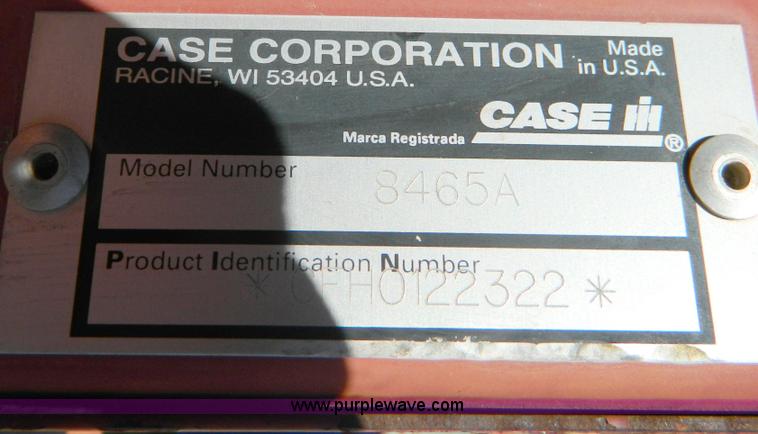 CASE CORPORATION
Made in U.S.A.
RACINE, WI 53404 U.S.A.
CASE IH
Marca Registrada ®
Model Number 8465A
Product Identification Number
* CFH0122322 *
www.purplewave.com